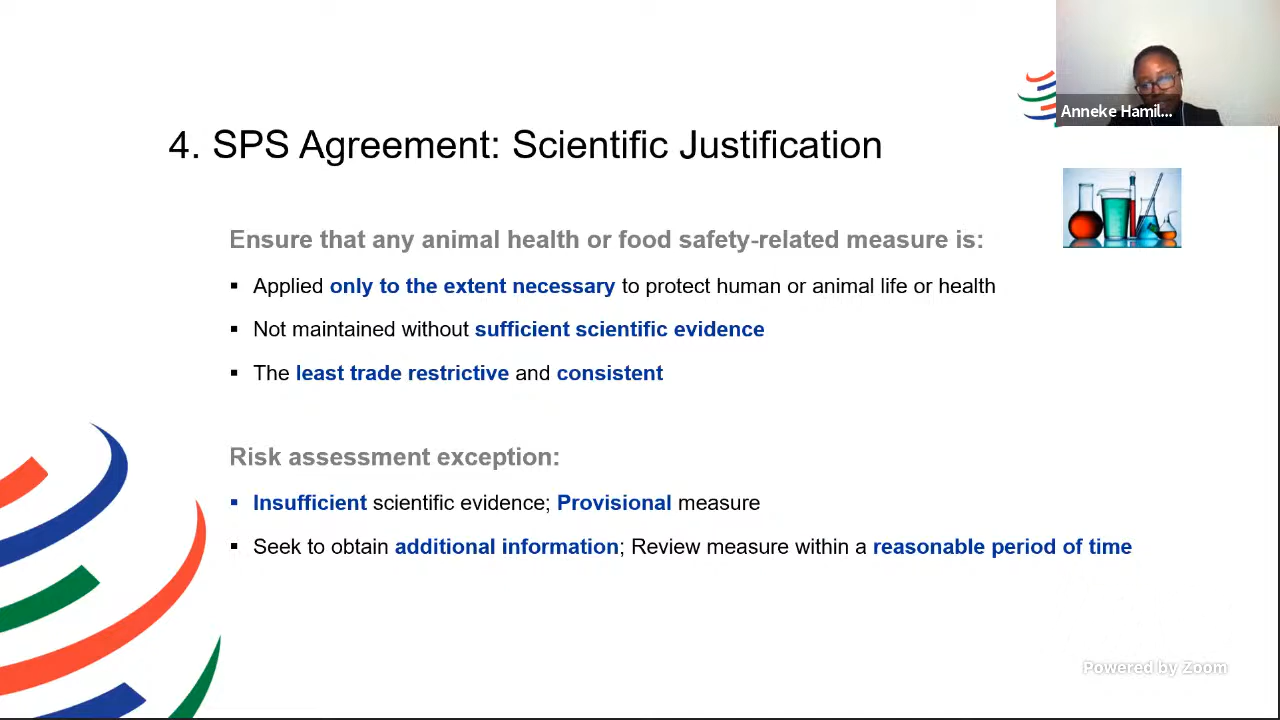 Anneke Hamil...
4. SPS Agreement: Scientific Justification
Ensure that any animal health or food safety-related measure is:
▪ Applied only to the extent necessary to protect human or animal life or health
▪ Not maintained without sufficient scientific evidence
▪ The least trade restrictive and consistent
Risk assessment exception:
▪ Insufficient scientific evidence; Provisional measure
▪ Seek to obtain additional information; Review measure within a reasonable period of time
Powered by Zoom